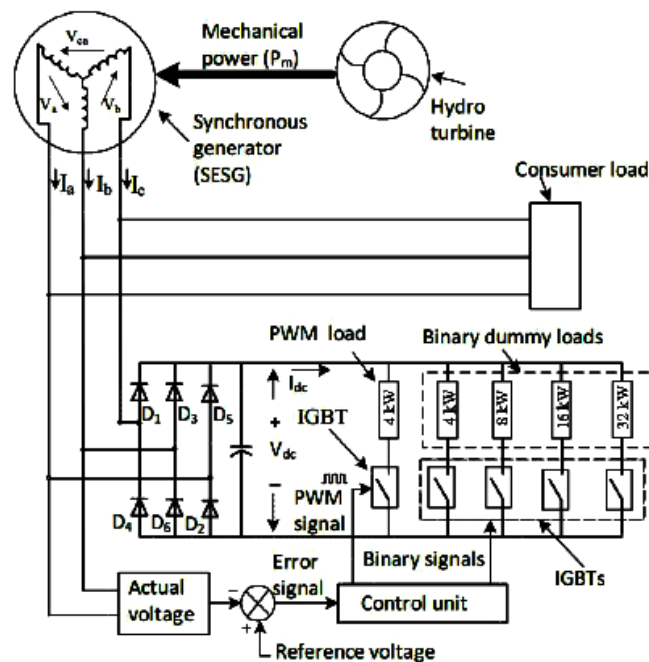 Mechanical
power (Pm)
Vca
Va
Vb
Hydro
turbine
Synchronous
generator
(SESG)
Ia
Ib
Ic
Consumer load
PWM load
Binary dummy loads
Idc
D1
D3
D5
IGBT
4 kW
4 kW
8 kW
16 kW
32 kW
+
Vdc
−
PWM
signal
D4
D6
D2
Binary signals
IGBTs
Error
signal
Actual
voltage
−
+
Control unit
Reference voltage